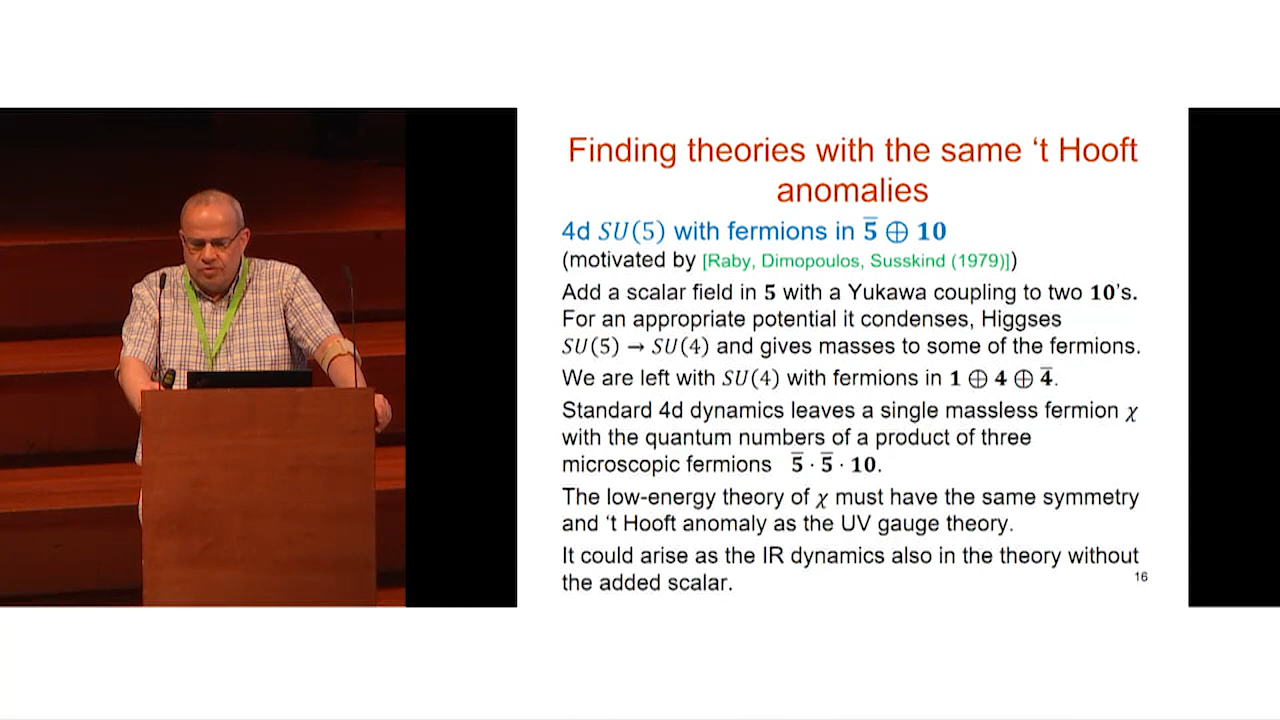 Finding theories with the same ‘t Hooft
anomalies
4d 𝑆𝑈(5) with fermions in 𝟓̅ ⊕ 𝟏𝟎
(motivated by [Raby, Dimopoulos, Susskind (1979)])
Add a scalar field in 𝟓 with a Yukawa coupling to two 𝟏𝟎’s.
For an appropriate potential it condenses, Higgses
𝑆𝑈(5) → 𝑆𝑈(4) and gives masses to some of the fermions.
We are left with 𝑆𝑈(4) with fermions in 𝟏 ⊕ 𝟒 ⊕ 𝟒̅.
Standard 4d dynamics leaves a single massless fermion 𝜒
with the quantum numbers of a product of three
microscopic fermions 𝟓̅ · 𝟓̅ · 𝟏𝟎.
The low-energy theory of 𝜒 must have the same symmetry
and ‘t Hooft anomaly as the UV gauge theory.
It could arise as the IR dynamics also in the theory without
the added scalar.
16